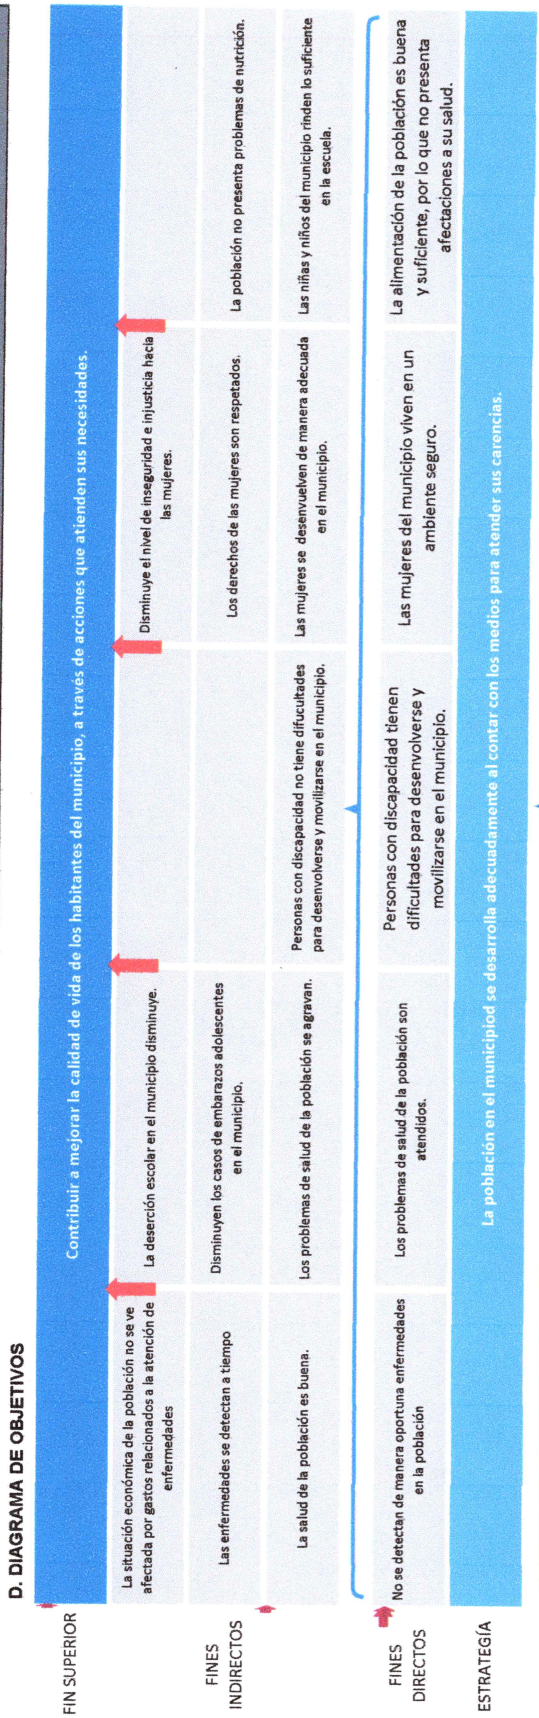 D. DIAGRAMA DE OBJETIVOS
FIN SUPERIOR
Contribuir a mejorar la calidad de vida de los habitantes del municipio, a través de acciones que atienden sus necesidades.
FINES
INDIRECTOS
La situación económica de la población no se ve
afectada por gastos relacionados a la atención de
enfermedades
La deserción escolar en el municipio disminuye.
Disminuye el nivel de inseguridad e injusticia hacia
las mujeres.
Las enfermedades se detectan a tiempo
Disminuyen los casos de embarazos adolescentes
en el municipio.
Los derechos de las mujeres son respetados.
La población no presenta problemas de nutrición.
La salud de la población es buena.
Los problemas de salud de la población se agravan.
Personas con discapacidad no tiene difucultades
para desenvolverse y movilizarse en el municipio.
Las mujeres se desenvuelven de manera adecuada
en el municipio.
Las niñas y niños del municipio rinden lo suficiente
en la escuela.
FINES
DIRECTOS
No se detectan de manera oportuna enfermedades
en la población
Los problemas de salud de la población son
atendidos.
Personas con discapacidad tienen
dificultades para desenvolverse y
movilizarse en el municipio.
Las mujeres del municipio viven en un
ambiente seguro.
La alimentación de la población es buena
y suficiente, por lo que no presenta
afectaciones a su salud.
ESTRATEGÍA
La población en el municipiod se desarrolla adecuadamente al contar con los medios para atender sus carencias.